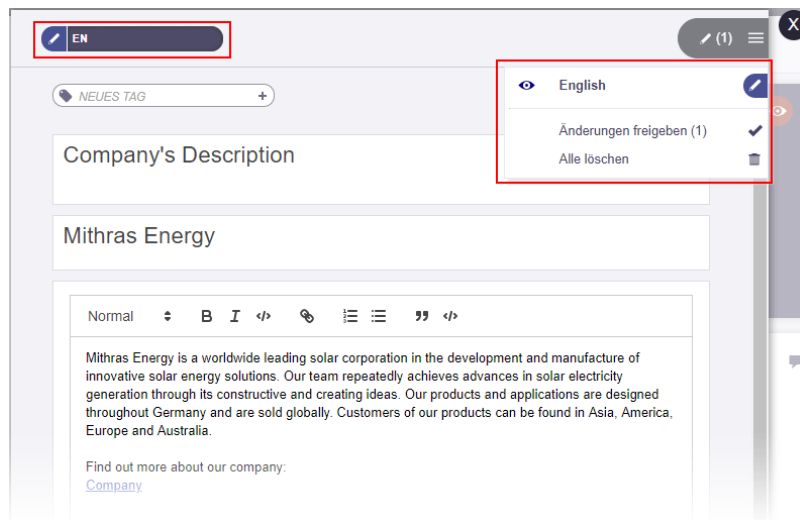 EN
(1)
X
NEUES TAG +
English
Änderungen freigeben (1)
Alle löschen
Company's Description
Mithras Energy
Normal B I </> </>
Mithras Energy is a worldwide leading solar corporation in the development and manufacture of
innovative solar energy solutions. Our team repeatedly achieves advances in solar electricity
generation through its constructive and creating ideas. Our products and applications are designed
throughout Germany and are sold globally. Customers of our products can be found in Asia, America,
Europe and Australia.
Find out more about our company:
Company